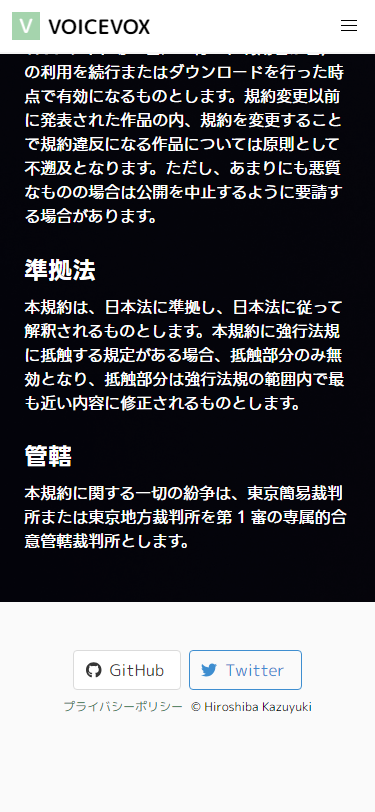 VOICEVOX
の利用を続行またはダウンロードを行った時
点で有効になるものとします。規約変更以前
に発表された作品の内、規約を変更すること
で規約違反になる作品については原則として
不遡及となります。ただし、あまりにも悪質
なものの場合は公開を中止するように要請す
る場合があります。
準拠法
本規約は、日本法に準拠し、日本法に従って
解釈されるものとします。本規約に強行法規
に抵触する規定がある場合、抵触部分のみ無
効となり、抵触部分は強行法規の範囲内で最
も近い内容に修正されるものとします。
管轄
本規約に関する一切の紛争は、東京簡易裁判
所または東京地方裁判所を第 1 審の専属的合
意管轄裁判所とします。
GitHub
Twitter
プライバシーポリシー © Hiroshiba Kazuyuki